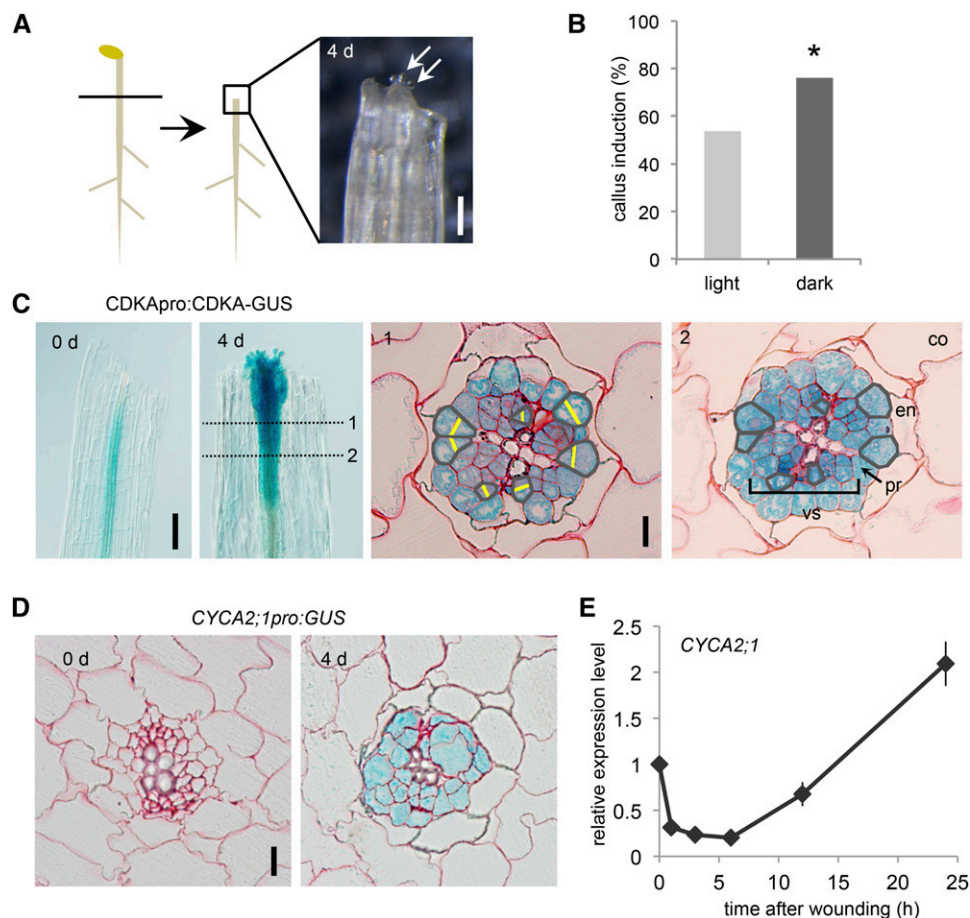 A
4 d
B
callus induction (%)
100
80
60
40
20
0
*
light
dark
C
CDKApro:CDKA-GUS
0 d
4 d
1
2
1
2
co
en
pr
vs
D
CYCA2;1pro:GUS
0 d
4 d
E
CYCA2;1
relative expression level
2.5
2
1.5
1
0.5
0
0 5 10 15 20 25
time after wounding (h)